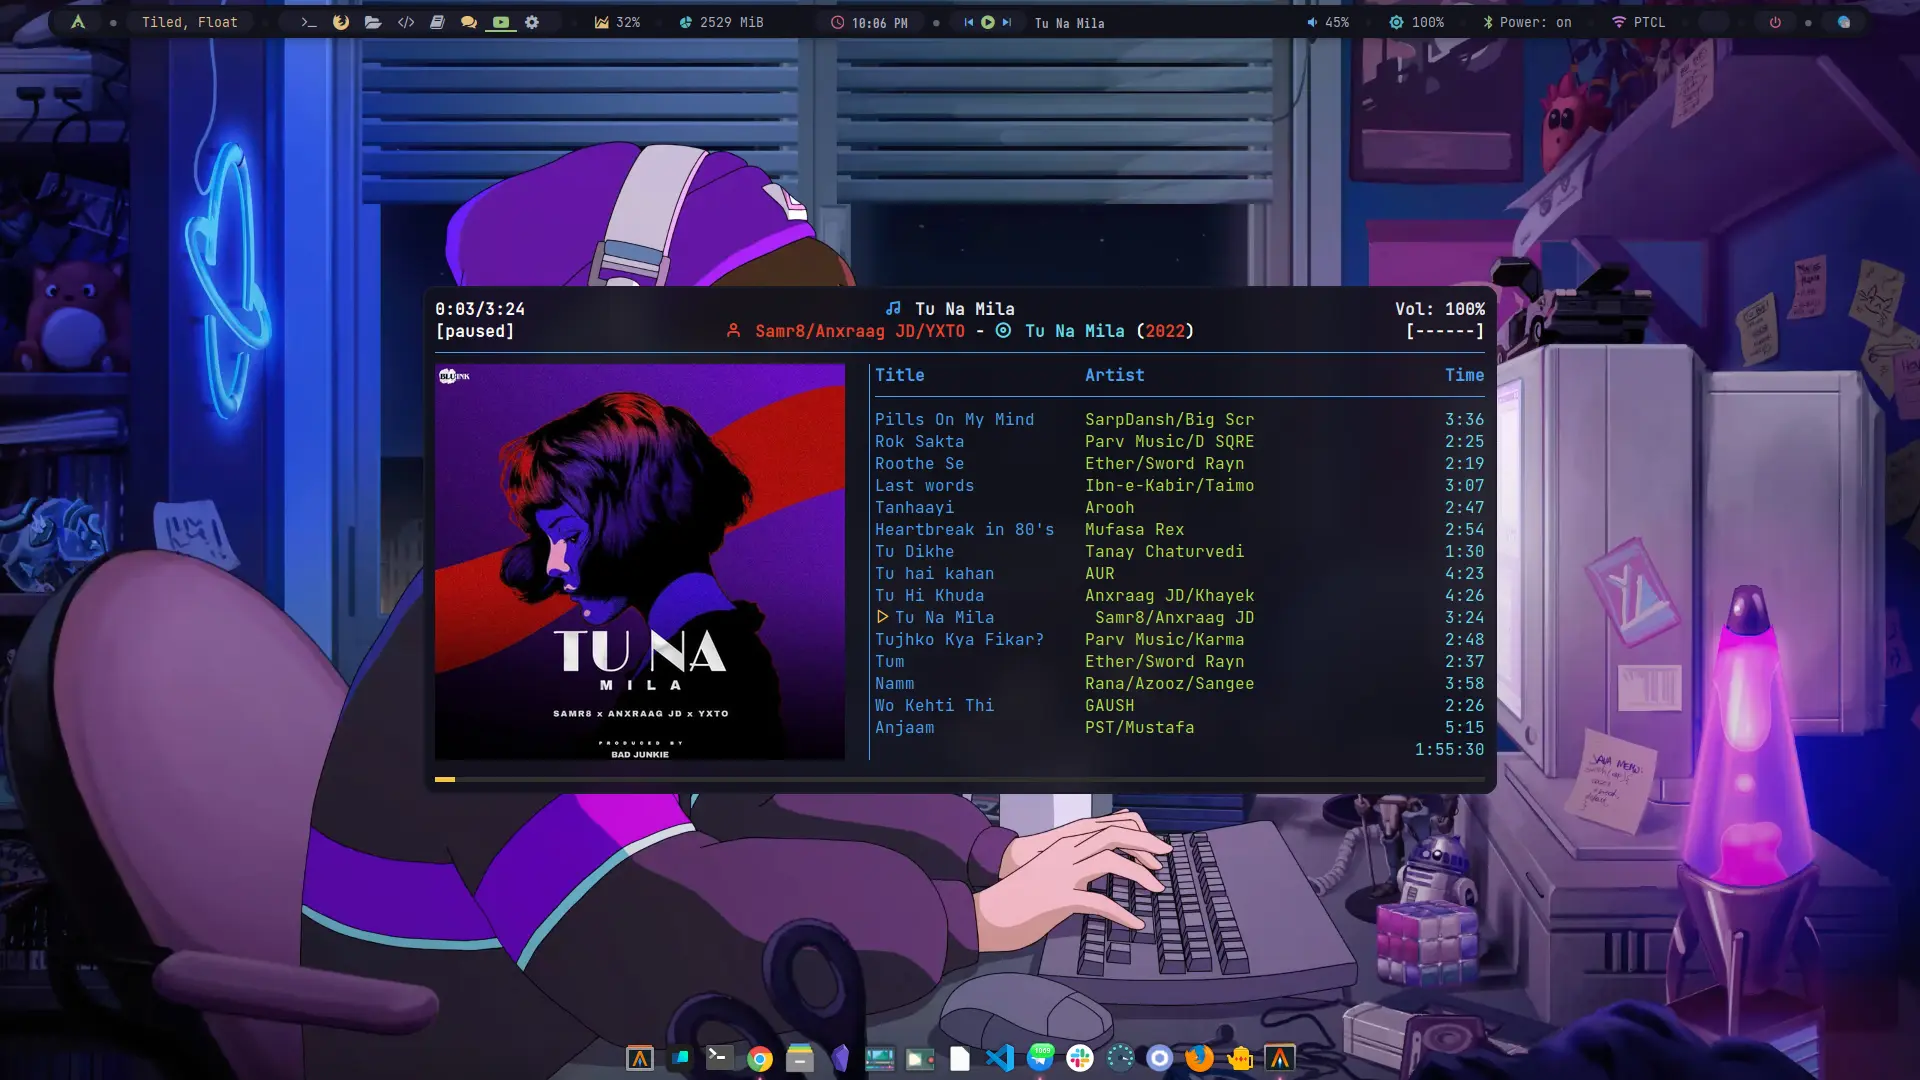 Tiled, Float
32%
2529 MiB
10:06 PM
Tu Na Mila
45%
100%
Power: on
PTCL
0:03/3:24
Tu Na Mila
Vol: 100%
[paused]
Samr8/Anxraag JD/YXTO - Tu Na Mila (2022)
[------]
BLUINK
TU NA
MILA
SAMR8 x ANXRAAG JD x YXTO
PRODUCED BY
BAD JUNKIE
Title Artist Time
Pills On My Mind SarpDansh/Big Scr 3:36
Rok Sakta Parv Music/D SQRE 2:25
Roothe Se Ether/Sword Rayn 2:19
Last words Ibn-e-Kabir/Taimo 3:07
Tanhaayi Arooh 2:47
Heartbreak in 80's Mufasa Rex 2:54
Tu Dikhe Tanay Chaturvedi 1:30
Tu hai kahan AUR 4:23
Tu Hi Khuda Anxraag JD/Khayek 4:26
Tu Na Mila Samr8/Anxraag JD 3:24
Tujhko Kya Fikar? Parv Music/Karma 2:48
Tum Ether/Sword Rayn 2:37
Namm Rana/Azooz/Sangee 3:58
Wo Kehti Thi GAUSH 2:26
Anjaam PST/Mustafa 5:15
1:55:30
JAVA MENU: